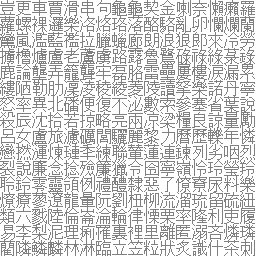 豈更車賈滑串句龜龜契金喇奈懶癩羅
蘿螺裸邏樂洛烙珞落酪駱亂卵欄爛蘭
鸞嵐濫藍襤拉臘蠟廊朗浪狼郎來冷勞
擄櫓爐盧老蘆虜路露魯鷺碌祿綠菉錄
鹿論壟弄籠聾牢磊賂雷壘屢樓淚漏累
縷陋勒肋凜凌稜綾菱陵讀拏樂諾丹寧
怒率異北磻便復不泌數索參塞省葉說
殺辰沈拾若掠略亮兩凉梁糧良諒量勵
呂女廬旅濾礪閭驪麗黎力曆歷轢年憐
戀撚漣煉璉秊練聯輦蓮連鍊列劣咽烈
裂說廉念捻殮簾獵令囹寧嶺怜玲瑩羚
聆鈴零靈領例禮醴隸惡了僚寮尿料樂
燎療蓼遼龍暈阮劉杻柳流溜琉留硫紐
類六戮陸倫崙淪輪律慄栗率隆利吏履
易李梨泥理痢罹裏裡里離匿溺吝燐璘
藺隣鱗麟林淋臨立笠粒狀炙識什茶刺